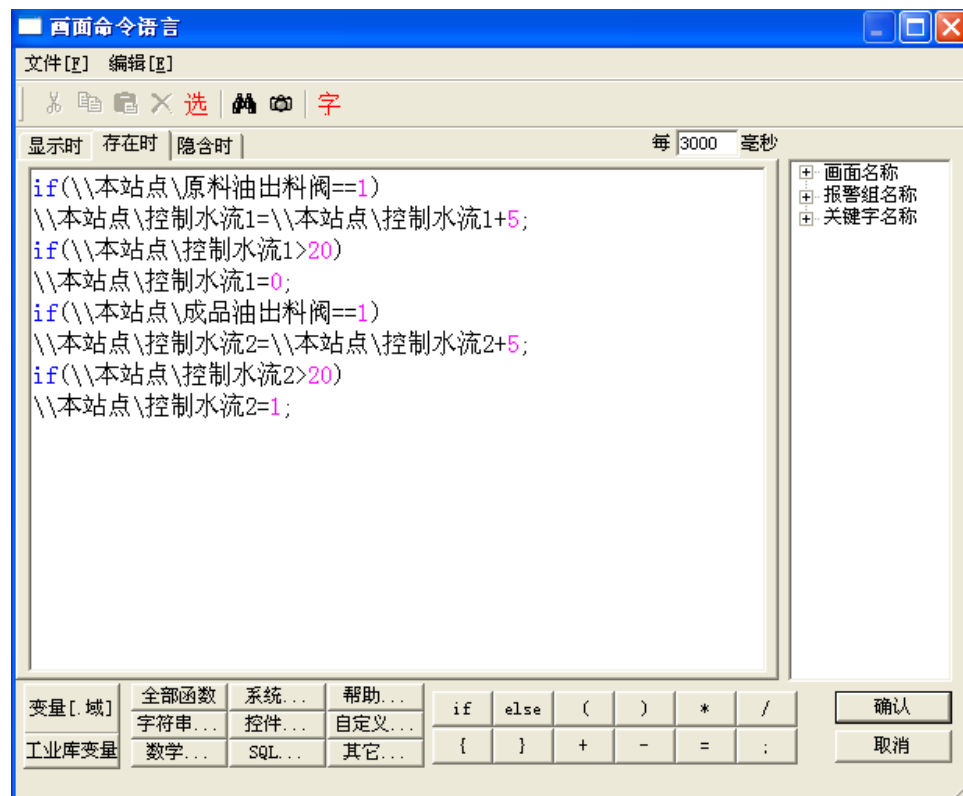 画面命令语言
文件[F] 编辑[E]
选 字
显示时 存在时 隐含时 每 3000 毫秒
if(\\本站点\原料油出料阀==1)
\\本站点\控制水流1=\\本站点\控制水流1+5;
if(\\本站点\控制水流1>20)
\\本站点\控制水流1=0;
if(\\本站点\成品油出料阀==1)
\\本站点\控制水流2=\\本站点\控制水流2+5;
if(\\本站点\控制水流2>20)
\\本站点\控制水流2=1;
画面名称
报警组名称
关键字名称
变量[.域] 全部函数 系统... 帮助... if else ( ) * / 确认
字符串... 控件... 自定义...
工业库变量 数学... SQL... 其它... { } + - = ; 取消